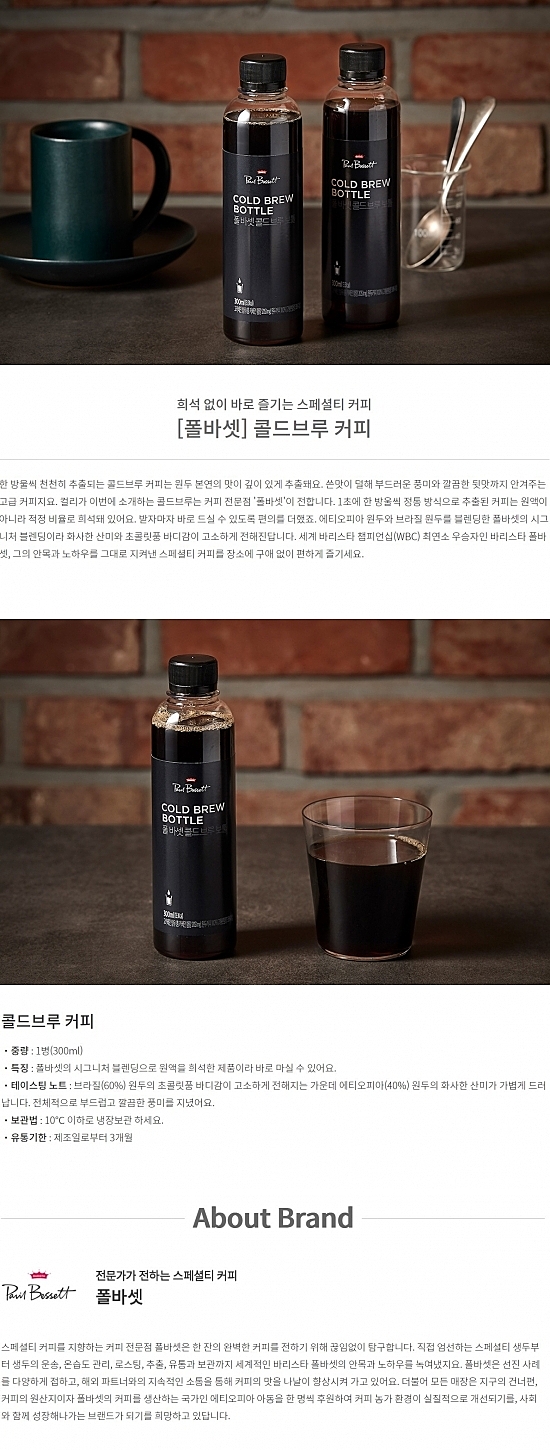 Paul Bassett
COLD BREW
BOTTLE
폴 바셋 콜드 브루 보틀
300ml
Paul Bassett
COLD BREW
BOTTLE
폴 바셋 콜드 브루 보틀
희석 없이 바로 즐기는 스페셜티 커피
[폴바셋] 콜드브루 커피
한 방울씩 천천히 추출되는 콜드브루 커피는 원두 본연의 맛이 깊이 있게 추출돼요. 쓴맛이 덜해 부드러운 풍미와 깔끔한 뒷맛까지 안겨주는
고급 커피지요. 컬리가 이번에 소개하는 콜드브루는 커피 전문점 '폴바셋'이 전합니다. 1초에 한 방울씩 정통 방식으로 추출된 커피는 원액이
아니라 적정 비율로 희석돼 있어요. 받자마자 바로 드실 수 있도록 편의를 더했죠. 에티오피아 원두와 브라질 원두를 블렌딩한 폴바셋의 시그
니처 블렌딩이라 화사한 산미와 초콜릿풍 바디감이 고소하게 전해진답니다. 세계 바리스타 챔피언십(WBC) 최연소 우승자인 바리스타 폴바
셋, 그의 안목과 노하우를 그대로 지켜낸 스페셜티 커피를 장소에 구애 없이 편하게 즐기세요.
Paul Bassett
COLD BREW
BOTTLE
폴 바셋 콜드 브루 보틀
300ml
콜드브루 커피
• 중량 : 1병(300ml)
• 특징 : 폴바셋의 시그니처 블렌딩으로 원액을 희석한 제품이라 바로 마실 수 있어요.
• 테이스팅 노트 : 브라질(60%) 원두의 초콜릿풍 바디감이 고소하게 전해지는 가운데 에티오피아(40%) 원두의 화사한 산미가 가볍게 드러
납니다. 전체적으로 부드럽고 깔끔한 풍미를 지녔어요.
• 보관법 : 10℃ 이하로 냉장보관 하세요.
• 유통기한 : 제조일로부터 3개월
About Brand
Paul Bassett
전문가가 전하는 스페셜티 커피
폴바셋
스페셜티 커피를 지향하는 커피 전문점 폴바셋은 한 잔의 완벽한 커피를 전하기 위해 끊임없이 탐구합니다. 직접 엄선하는 스페셜티 생두부
터 생두의 운송, 온습도 관리, 로스팅, 추출, 유통과 보관까지 세계적인 바리스타 폴바셋의 안목과 노하우를 녹여냈지요. 폴바셋은 선진 사례
를 다양하게 접하고, 해외 파트너와의 지속적인 소통을 통해 커피의 맛을 나날이 향상시켜 가고 있어요. 더불어 모든 매장은 지구의 건너편,
커피의 원산지이자 폴바셋의 커피를 생산하는 국가인 에티오피아 아동을 한 명씩 후원하여 커피 농가 환경이 실질적으로 개선되기를, 사회
와 함께 성장해나가는 브랜드가 되기를 희망하고 있답니다.